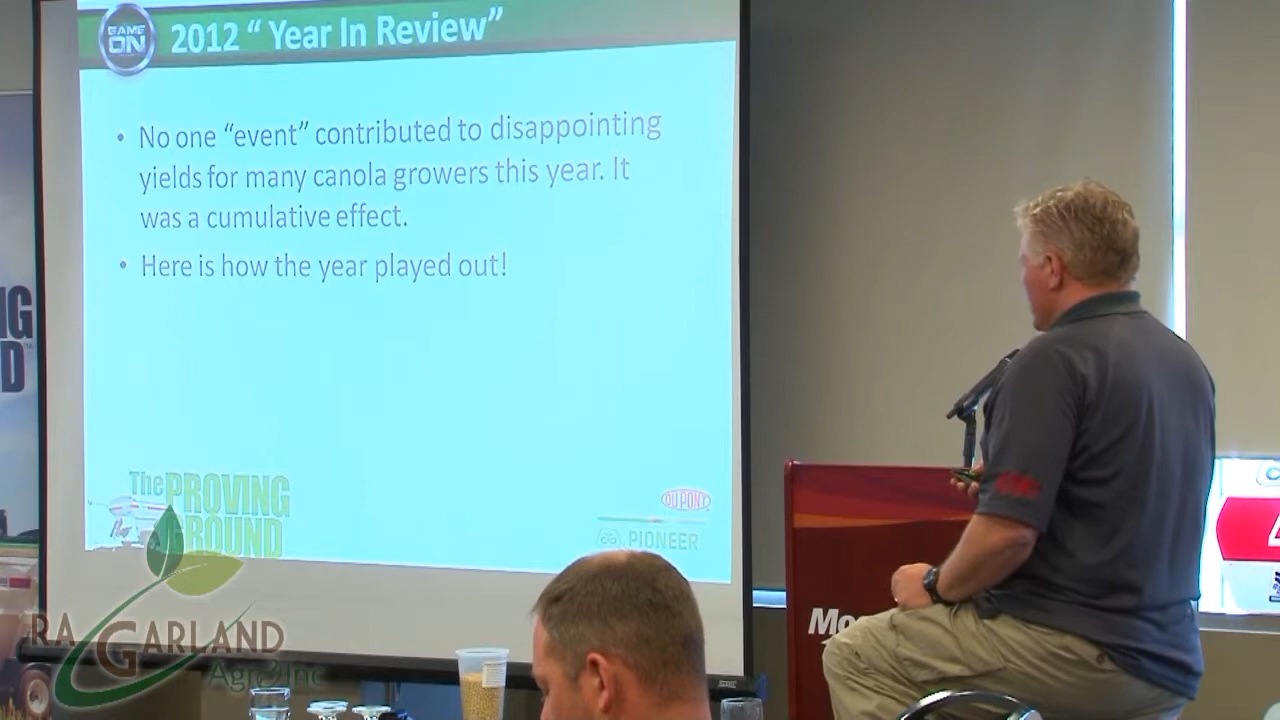 GAME
ON
2012 “ Year In Review”
• No one “event” contributed to disappointing
yields for many canola growers this year. It
was a cumulative effect.
• Here is how the year played out!
The PROVING
GROUND
DUPONT
PIONEER
RA GARLAND
Agro Inc